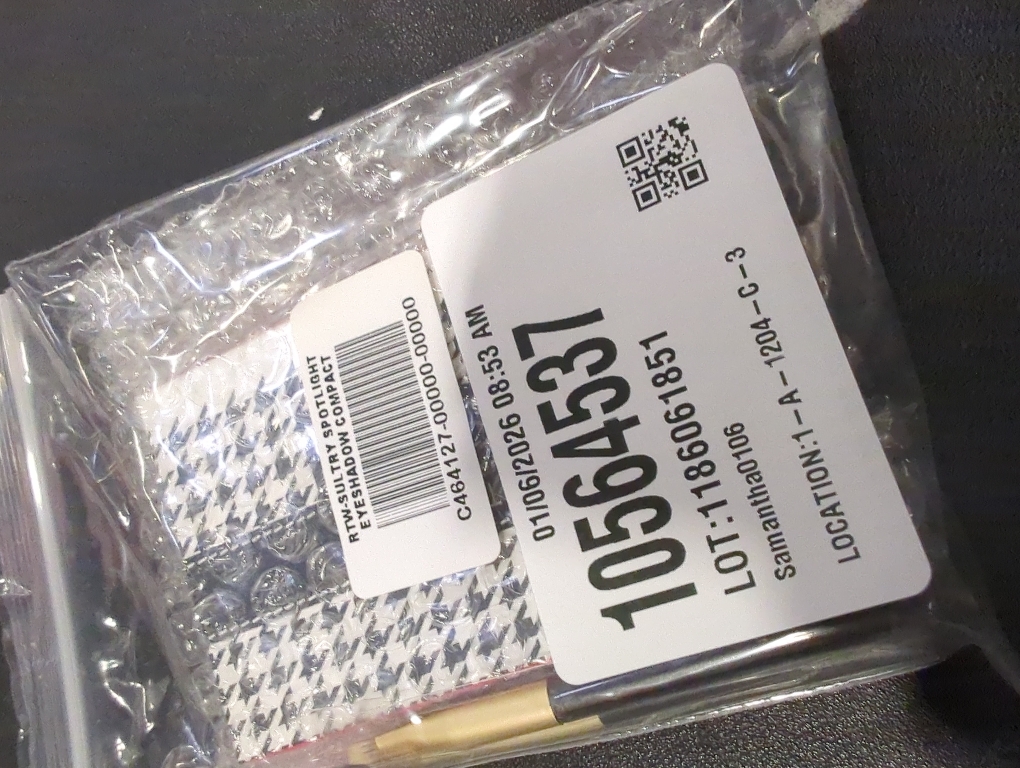 RTW-SULTRY SPOTLIGHT
EYESHADOW COMPACT
C464127-00000-00000
01/06/2026 08:53 AM
10564537
LOT:1186061851
Samantha0106
LOCATION:1-A-1204-C-3